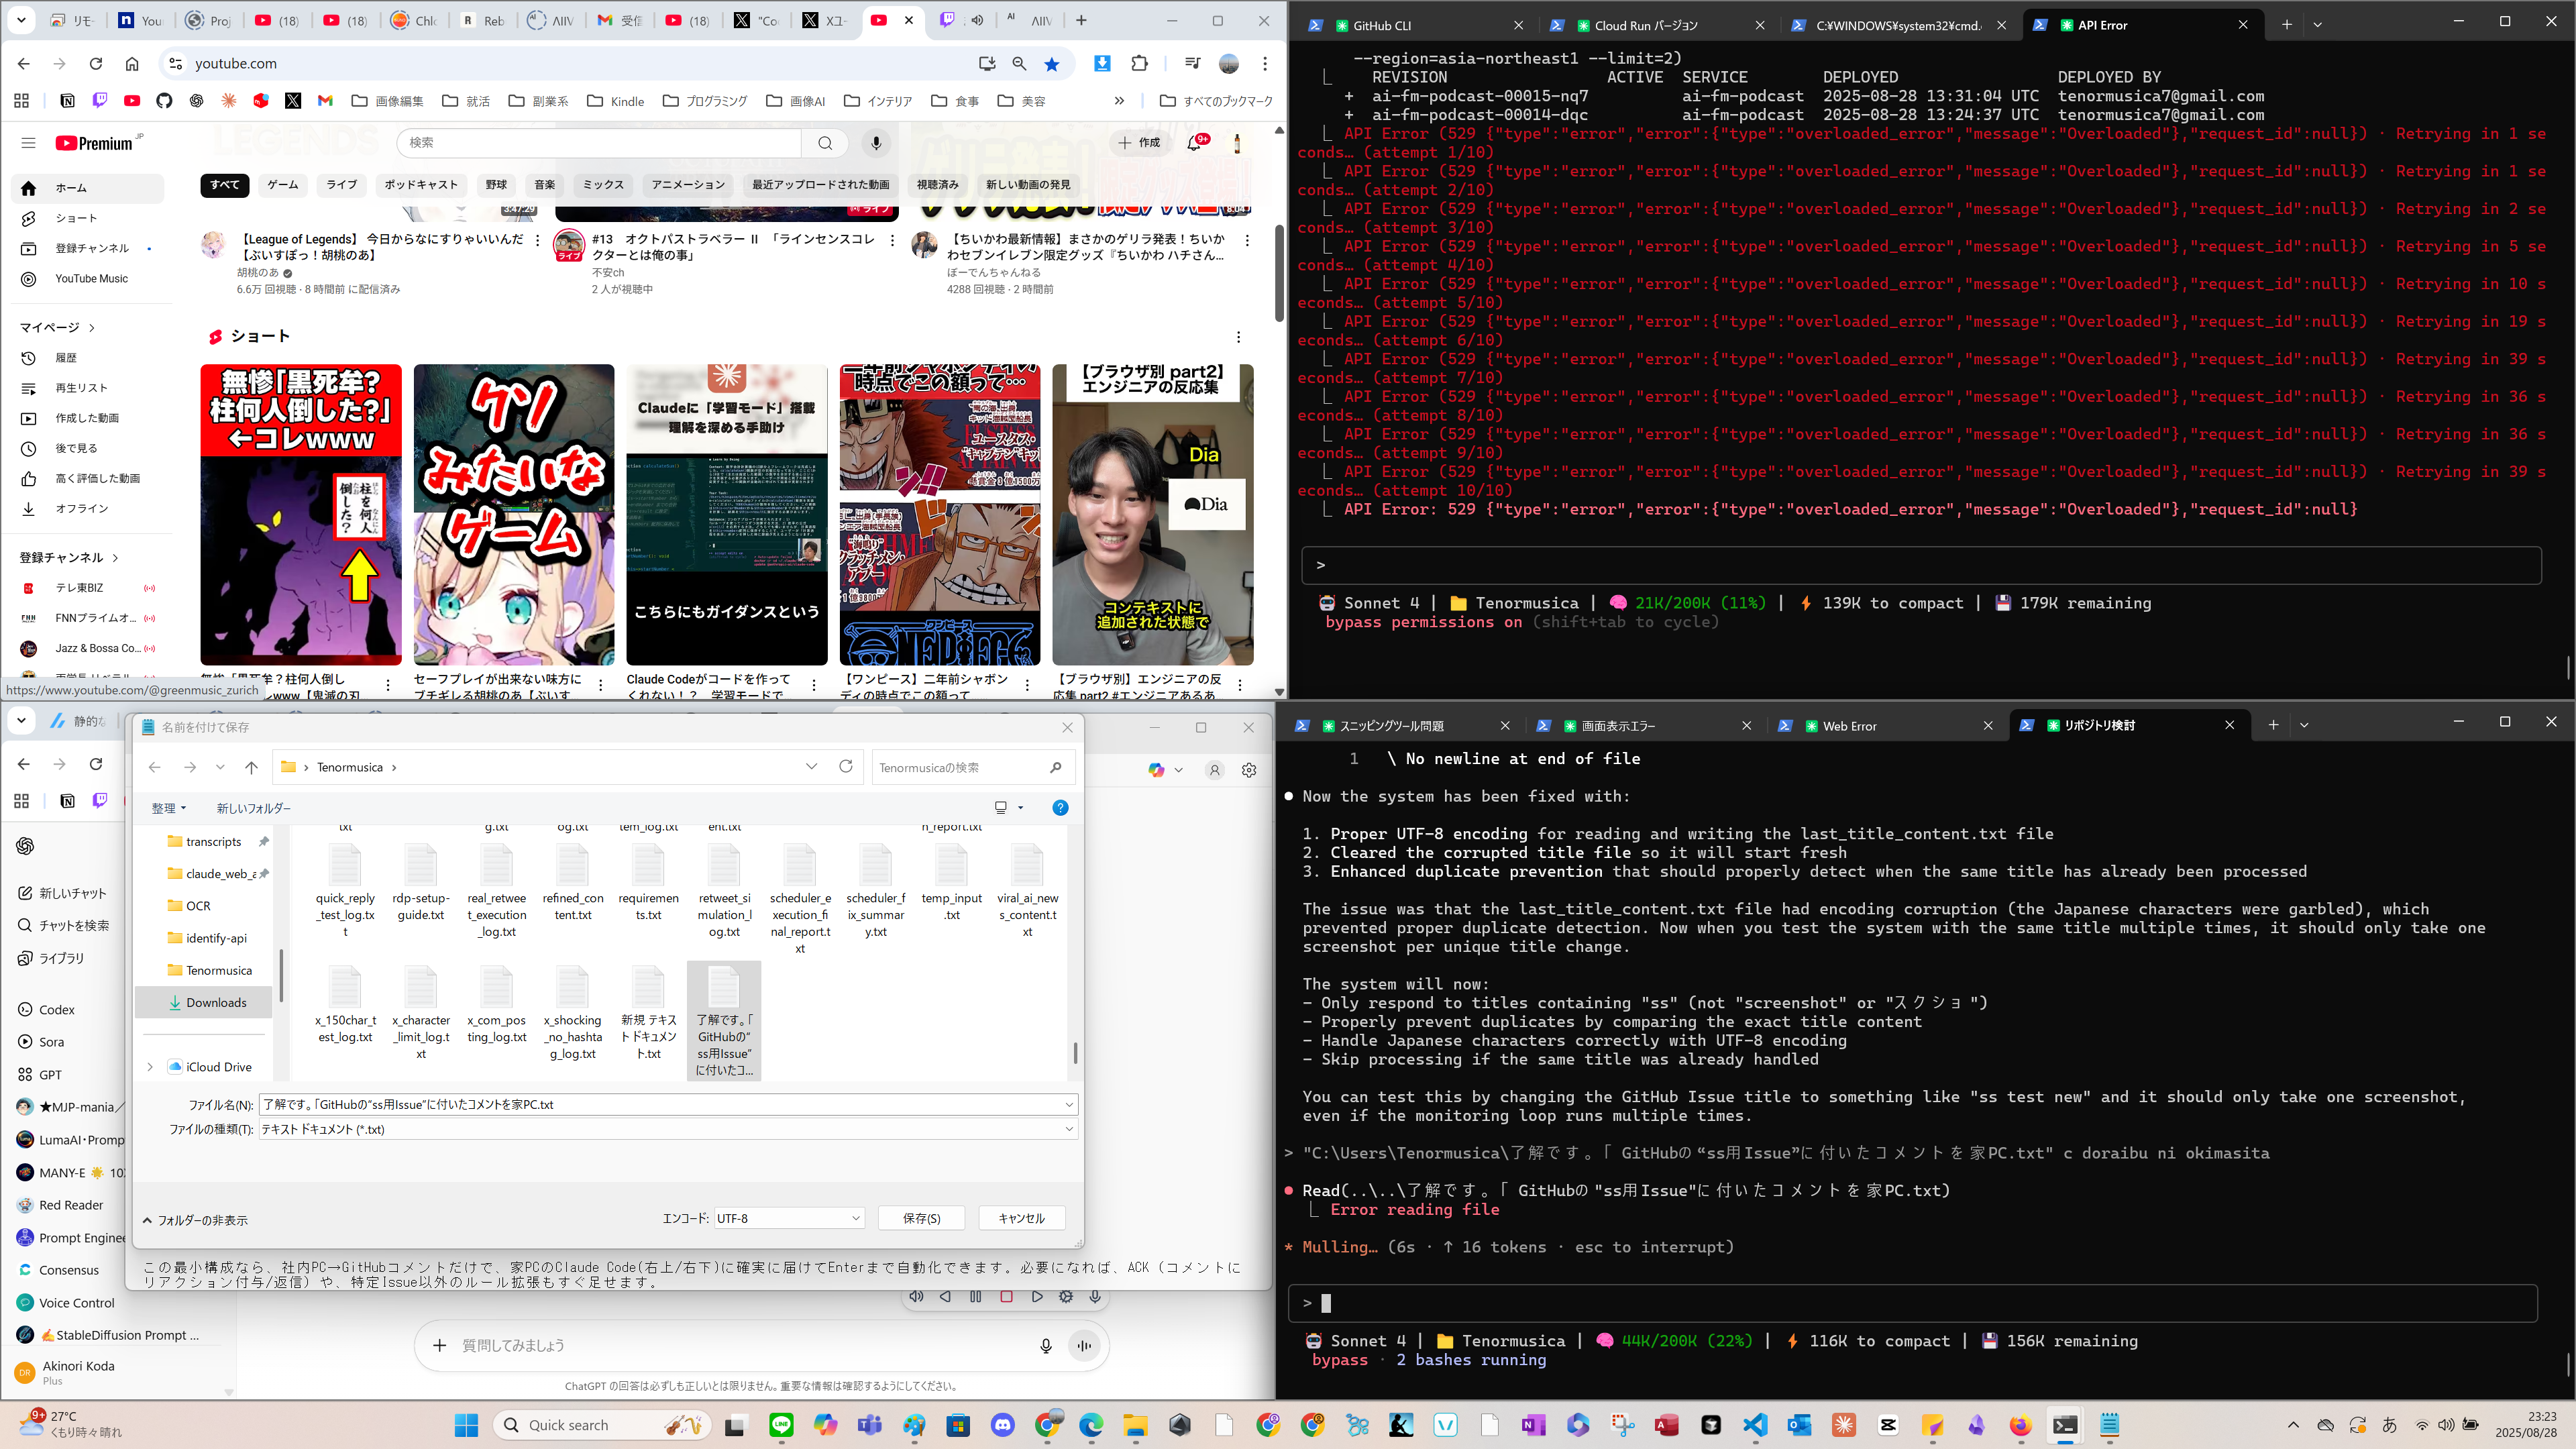 リモー
You
Proj
(18)
(18)
Chlo
Reb
AIIV
受信
(18)
"Co
Xユー
AIIV
youtube.com
画像編集
就活
副業系
Kindle
プログラミング
画像AI
インテリア
食事
美容
»
すべてのブックマーク
Premium JP
検索
作成
9+
ホーム
ショート
登録チャンネル
YouTube Music
マイページ
履歴
再生リスト
作成した動画
後で見る
高く評価した動画
オフライン
登録チャンネル
テレ東BIZ
FNNプライムオ...
Jazz & Bossa Co...
すべて
ゲーム
ライブ
ポッドキャスト
野球
音楽
ミックス
アニメーション
最近アップロードされた動画
視聴済み
新しい動画の発見
【League of Legends】 今日からなにすりゃいいんだ
【ぶいすぽっ！胡桃のあ】
胡桃のあ
6.6万 回視聴・8 時間前 に配信済み
ライブ
#13　オクトパストラベラー Ⅱ　「ラインセンスコレ
クターとは俺の事」
不安ch
2 人が視聴中
【ちいかわ最新情報】まさかのゲリラ発表！ちいか
わセブンイレブン限定グッズ『ちいかわ ハチさん...
ぼーでんちゃんねる
4288 回視聴・2 時間前
ショート
無惨「黒死牟？
柱何人倒した？」
←コレwww
柱を何人
倒した？
クソ
みたいな
ゲーム
Claudeに「学習モード」搭載
理解を深める手助け
こちらにもガイダンスという
時点でこの額って…
ドン
【ブラウザ別 part2】
エンジニアの反応集
Dia
Dia
コンテキストに
追加された状態で
無惨「黒死牟？柱何人倒し
コレwww【鬼滅の刃
セーフプレイが出来ない味方に
ブチギレる胡桃のあ【ぶいす
Claude Codeがコードを作って
くれない！？　学習モードで
【ワンピース】二年前シャボン
ディの時点でこの額って
【ブラウザ別】エンジニアの反
応集 part2 #エンジニアあるあ
https://www.youtube.com/@greenmusic_zurich
GitHub CLI
Cloud Run バージョン
C:¥WINDOWS¥system32¥cmd.
API Error
--region=asia-northeast1 --limit=2)
REVISION ACTIVE SERVICE DEPLOYED DEPLOYED BY
+ ai-fm-podcast-00015-nq7 ai-fm-podcast 2025-08-28 13:31:04 UTC tenormusica7@gmail.com
+ ai-fm-podcast-00014-dqc ai-fm-podcast 2025-08-28 13:24:37 UTC tenormusica7@gmail.com
API Error (529 {"type":"error","error":{"type":"overloaded_error","message":"Overloaded"},"request_id":null}) · Retrying in 1 se
conds… (attempt 1/10)
API Error (529 {"type":"error","error":{"type":"overloaded_error","message":"Overloaded"},"request_id":null}) · Retrying in 1 se
conds… (attempt 2/10)
API Error (529 {"type":"error","error":{"type":"overloaded_error","message":"Overloaded"},"request_id":null}) · Retrying in 2 se
conds… (attempt 3/10)
API Error (529 {"type":"error","error":{"type":"overloaded_error","message":"Overloaded"},"request_id":null}) · Retrying in 5 se
conds… (attempt 4/10)
API Error (529 {"type":"error","error":{"type":"overloaded_error","message":"Overloaded"},"request_id":null}) · Retrying in 10 s
econds… (attempt 5/10)
API Error (529 {"type":"error","error":{"type":"overloaded_error","message":"Overloaded"},"request_id":null}) · Retrying in 19 s
econds… (attempt 6/10)
API Error (529 {"type":"error","error":{"type":"overloaded_error","message":"Overloaded"},"request_id":null}) · Retrying in 39 s
econds… (attempt 7/10)
API Error (529 {"type":"error","error":{"type":"overloaded_error","message":"Overloaded"},"request_id":null}) · Retrying in 36 s
econds… (attempt 8/10)
API Error (529 {"type":"error","error":{"type":"overloaded_error","message":"Overloaded"},"request_id":null}) · Retrying in 36 s
econds… (attempt 9/10)
API Error (529 {"type":"error","error":{"type":"overloaded_error","message":"Overloaded"},"request_id":null}) · Retrying in 39 s
econds… (attempt 10/10)
API Error: 529 {"type":"error","error":{"type":"overloaded_error","message":"Overloaded"},"request_id":null}
>
Sonnet 4 | Tenormusica | 21K/200K (11%) | 139K to compact | 179K remaining
bypass permissions on (shift+tab to cycle)
静的な
新しいチャット
チャットを検索
ライブラリ
Codex
Sora
GPT
★MJP-mania／
LumaAI・Promp
MANY-E
Red Reader
Prompt Enginee
Consensus
Voice Control
StableDiffusion Prompt ...
Akinori Koda
Plus
名前を付けて保存
Tenormusica
Tenormusicaの検索
整理
新しいフォルダー
transcripts
claude_web_a
OCR
identify-api
Tenormusica
Downloads
iCloud Drive
txt
g.txt
og.txt
tem_log.txt
ent.txt
n_report.txt
quick_reply
_test_log.tx
t
rdp-setup-
guide.txt
real_retwee
t_execution
_log.txt
refined_con
tent.txt
requiremen
ts.txt
retweet_si
mulation_l
og.txt
scheduler_e
xecution_fi
nal_report.t
xt
scheduler_f
ix_summar
y.txt
temp_input
.txt
viral_ai_new
s_content.t
xt
x_150char_t
est_log.txt
x_character
_limit_log.t
xt
x_com_pos
ting_log.txt
x_shocking
_no_hashta
g_log.txt
新規 テキス
ト ドキュメン
ト.txt
了解です。「
GitHubの“
ss用Issue”
に付いたコ...
ファイル名(N):
了解です。「GitHubの“ss用Issue”に付いたコメントを家PC.txt
ファイルの種類(T):
テキスト ドキュメント (*.txt)
フォルダーの非表示
エンコード:
UTF-8
保存(S)
キャンセル
この最小構成なら、社内PC→GitHubコメントだけで、家PCのClaude Code(右上/右下)に確実に届けてEnterまで自動化できます。必要になれば、ACK（コメントに
リアクション付与/返信）や、特定Issue以外のルール拡張もすぐ足せます。
質問してみましょう
ChatGPT の回答は必ずしも正しいとは限りません。重要な情報は確認するようにしてください。
スニッピングツール問題
画面表示エラー
Web Error
リポジトリ検討
1 \ No newline at end of file
Now the system has been fixed with:
1. Proper UTF-8 encoding for reading and writing the last_title_content.txt file
2. Cleared the corrupted title file so it will start fresh
3. Enhanced duplicate prevention that should properly detect when the same title has already been processed
The issue was that the last_title_content.txt file had encoding corruption (the Japanese characters were garbled), which
prevented proper duplicate detection. Now when you test the system with the same title multiple times, it should only take one
screenshot per unique title change.
The system will now:
- Only respond to titles containing "ss" (not "screenshot" or "スクショ")
- Properly prevent duplicates by comparing the exact title content
- Handle Japanese characters correctly with UTF-8 encoding
- Skip processing if the same title was already handled
You can test this by changing the GitHub Issue title to something like "ss test new" and it should only take one screenshot,
even if the monitoring loop runs multiple times.
> "C:\Users\Tenormusica\了解です。「GitHubの“ss用Issue”に付いたコメントを家PC.txt" c doraibu ni okimasita
Read(..\..\了解です。「GitHubの"ss用Issue"に付いたコメントを家PC.txt)
Error reading file
* Mulling… (6s · ↑ 16 tokens · esc to interrupt)
>
Sonnet 4 | Tenormusica | 44K/200K (22%) | 116K to compact | 156K remaining
bypass · 2 bashes running
9+
27°C
くもり時々晴れ
Quick search
あ
23:23
2025/08/28